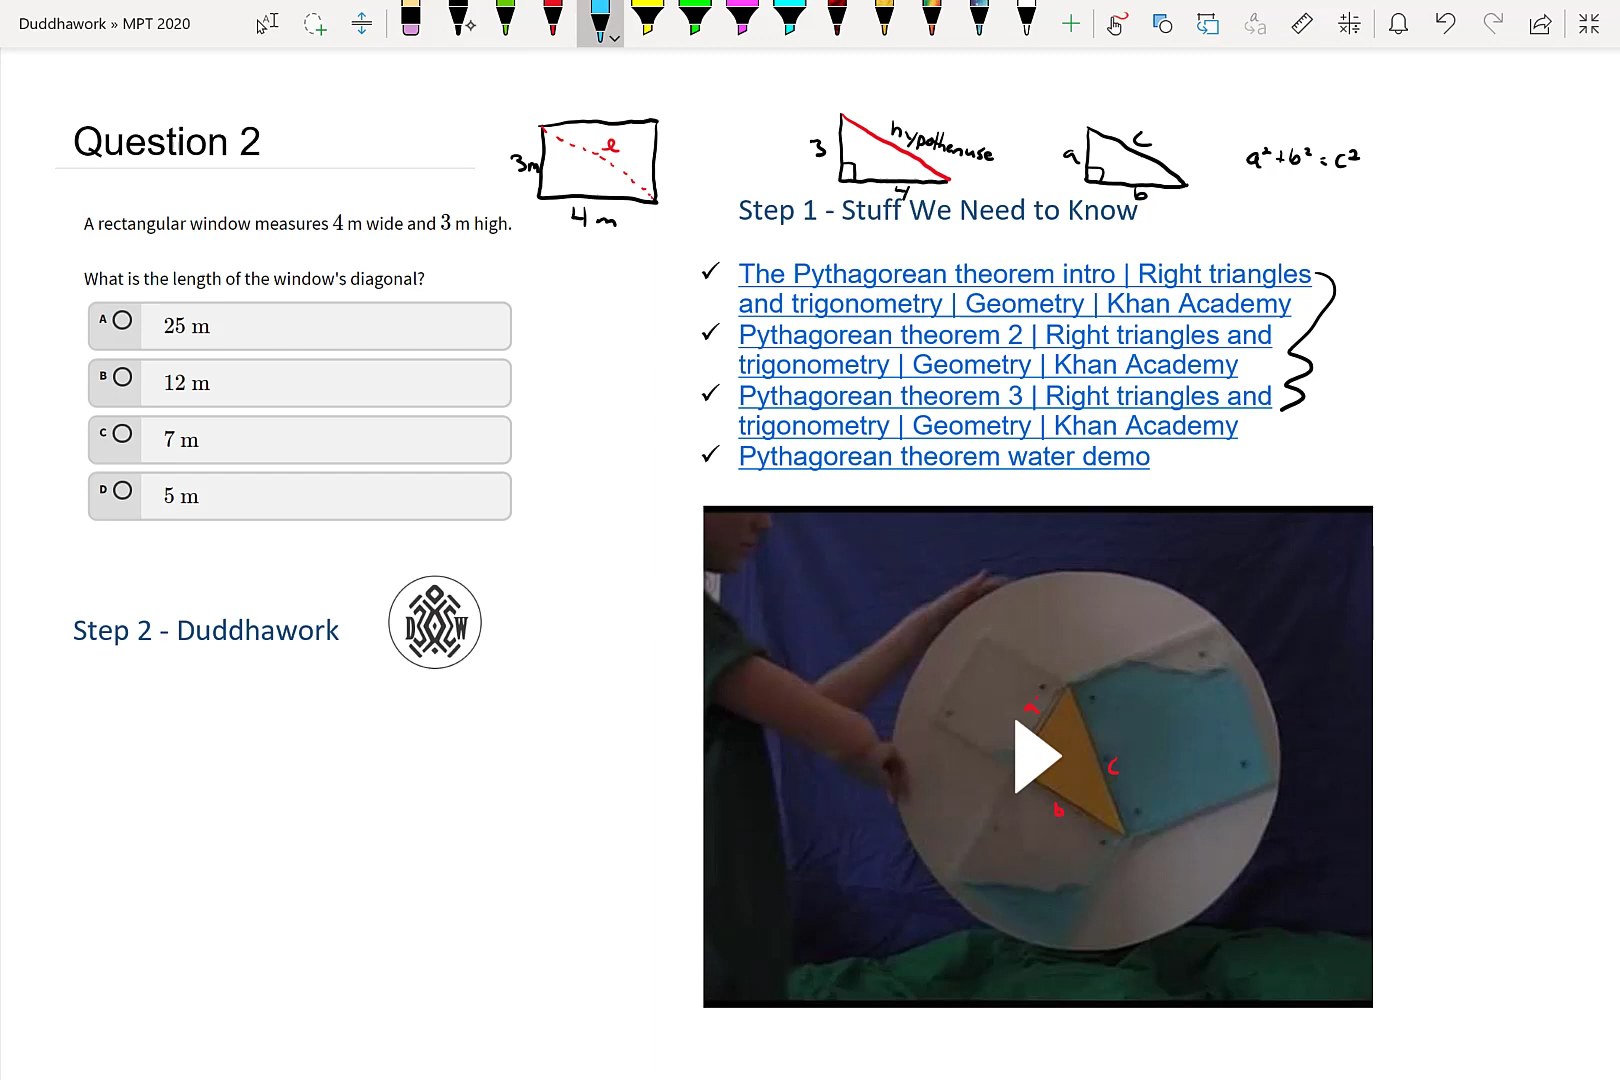 Duddhawork » MPT 2020
Question 2
3m
e
4 m
3
hypothenuse
4
a
c
b
a² + b² = c²
A rectangular window measures 4 m wide and 3 m high.
What is the length of the window's diagonal?
A 25 m
B 12 m
C 7 m
D 5 m
Step 2 - Duddhawork
D W
Step 1 - Stuff We Need to Know
✓ The Pythagorean theorem intro | Right triangles
and trigonometry | Geometry | Khan Academy
✓ Pythagorean theorem 2 | Right triangles and
trigonometry | Geometry | Khan Academy
✓ Pythagorean theorem 3 | Right triangles and
trigonometry | Geometry | Khan Academy
✓ Pythagorean theorem water demo
a
c
b